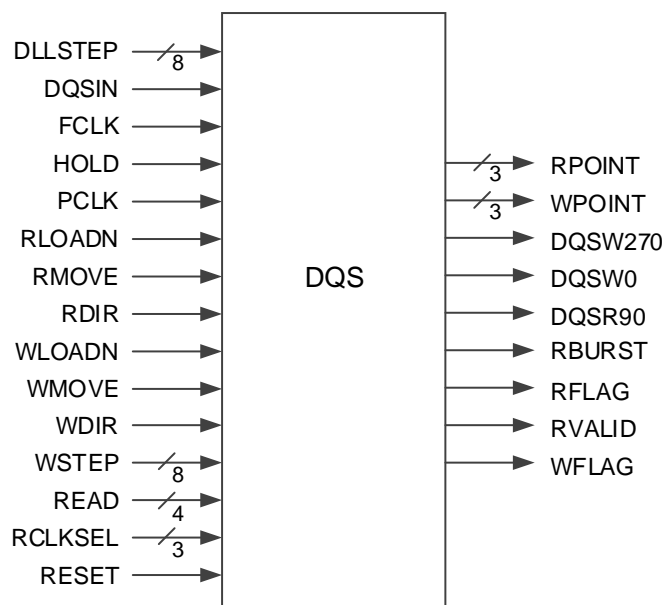 DLLSTEP
8
DQSIN
FCLK
HOLD
PCLK
RLOADN
RMOVE
RDIR
WLOADN
WMOVE
WDIR
WSTEP
8
READ
4
RCLKSEL
3
RESET
DQS
RPOINT
3
WPOINT
3
DQSW270
DQSW0
DQSR90
RBURST
RFLAG
RVALID
WFLAG